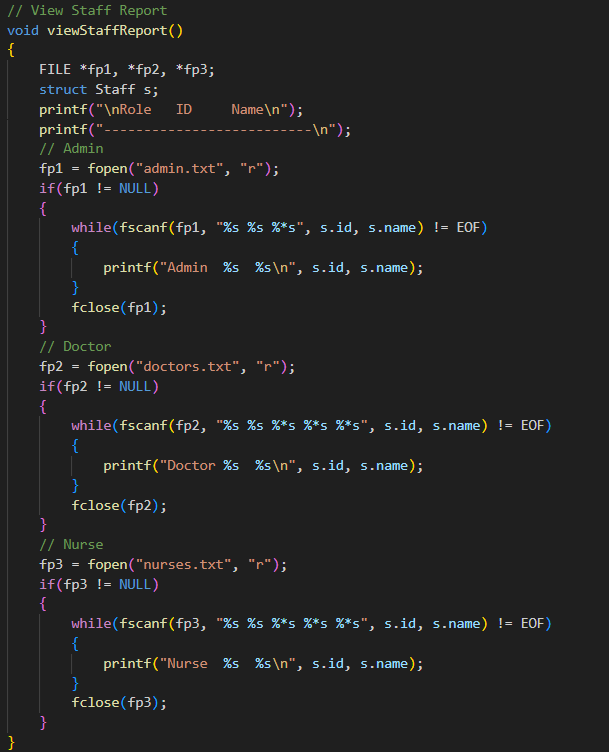 // View Staff Report
void viewStaffReport()
{
    FILE *fp1, *fp2, *fp3;
    struct Staff s;
    printf("\nRole   ID     Name\n");
    printf("--------------------------\n");
    // Admin
    fp1 = fopen("admin.txt", "r");
    if(fp1 != NULL)
    {
        while(fscanf(fp1, "%s %s %*s", s.id, s.name) != EOF)
        {
            printf("Admin  %s  %s\n", s.id, s.name);
        }
        fclose(fp1);
    }
    // Doctor
    fp2 = fopen("doctors.txt", "r");
    if(fp2 != NULL)
    {
        while(fscanf(fp2, "%s %s %*s %*s %*s", s.id, s.name) != EOF)
        {
            printf("Doctor %s  %s\n", s.id, s.name);
        }
        fclose(fp2);
    }
    // Nurse
    fp3 = fopen("nurses.txt", "r");
    if(fp3 != NULL)
    {
        while(fscanf(fp3, "%s %s %*s %*s %*s", s.id, s.name) != EOF)
        {
            printf("Nurse  %s  %s\n", s.id, s.name);
        }
        fclose(fp3);
    }
}